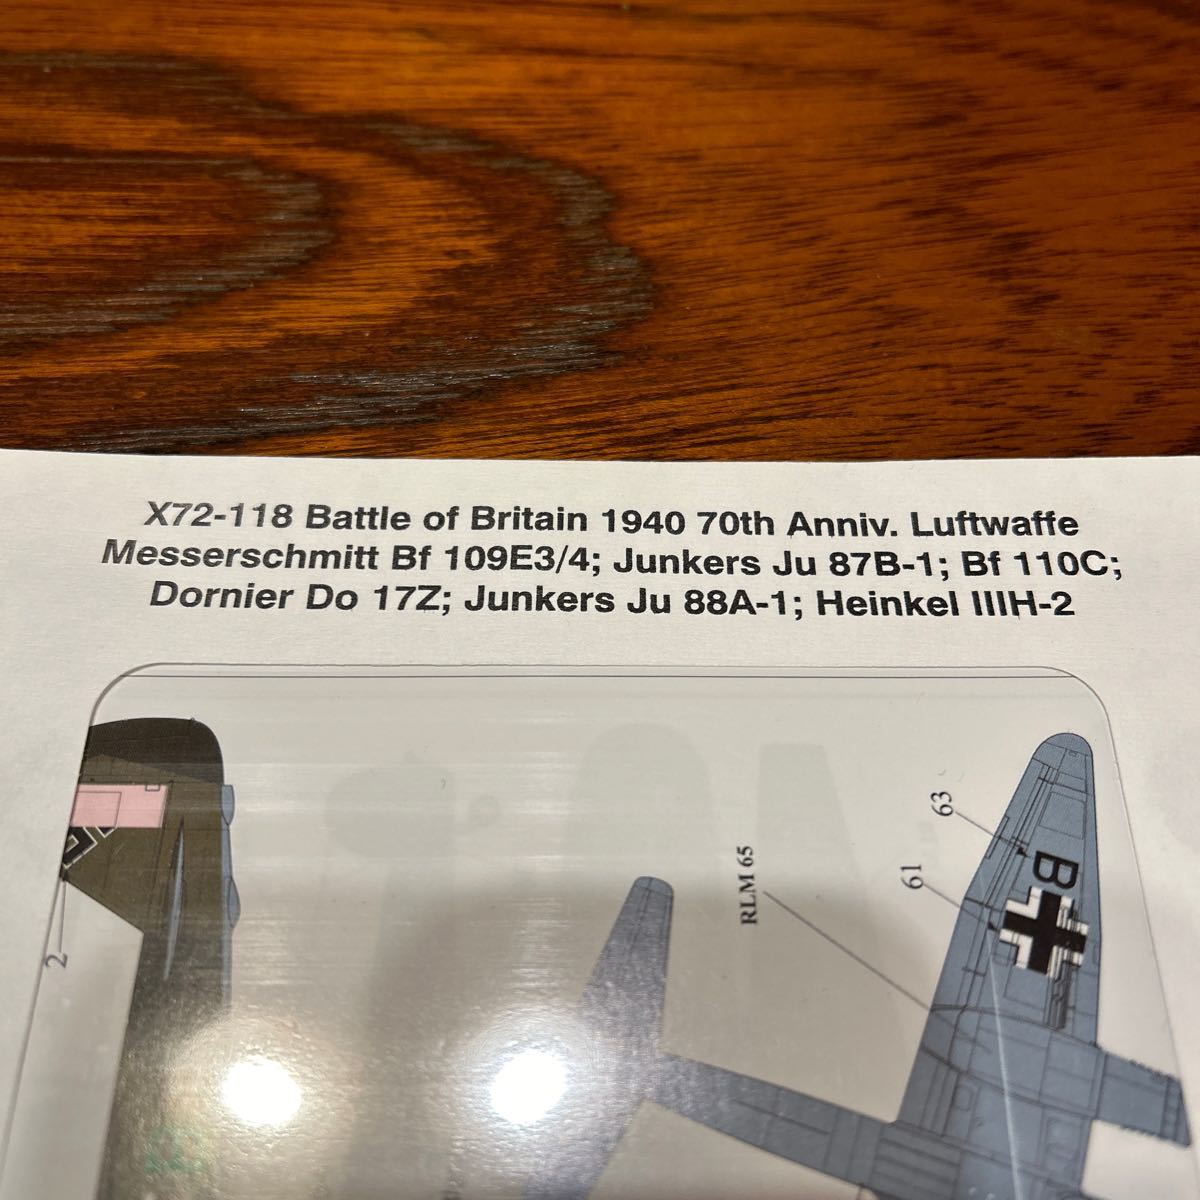 X72-118 Battle of Britain 1940 70th Anniv. Luftwaffe
Messerschmitt Bf 109E3/4; Junkers Ju 87B-1; Bf 110C;
Dornier Do 17Z; Junkers Ju 88A-1; Heinkel IIIH-2
63
61
RLM 65
B
2